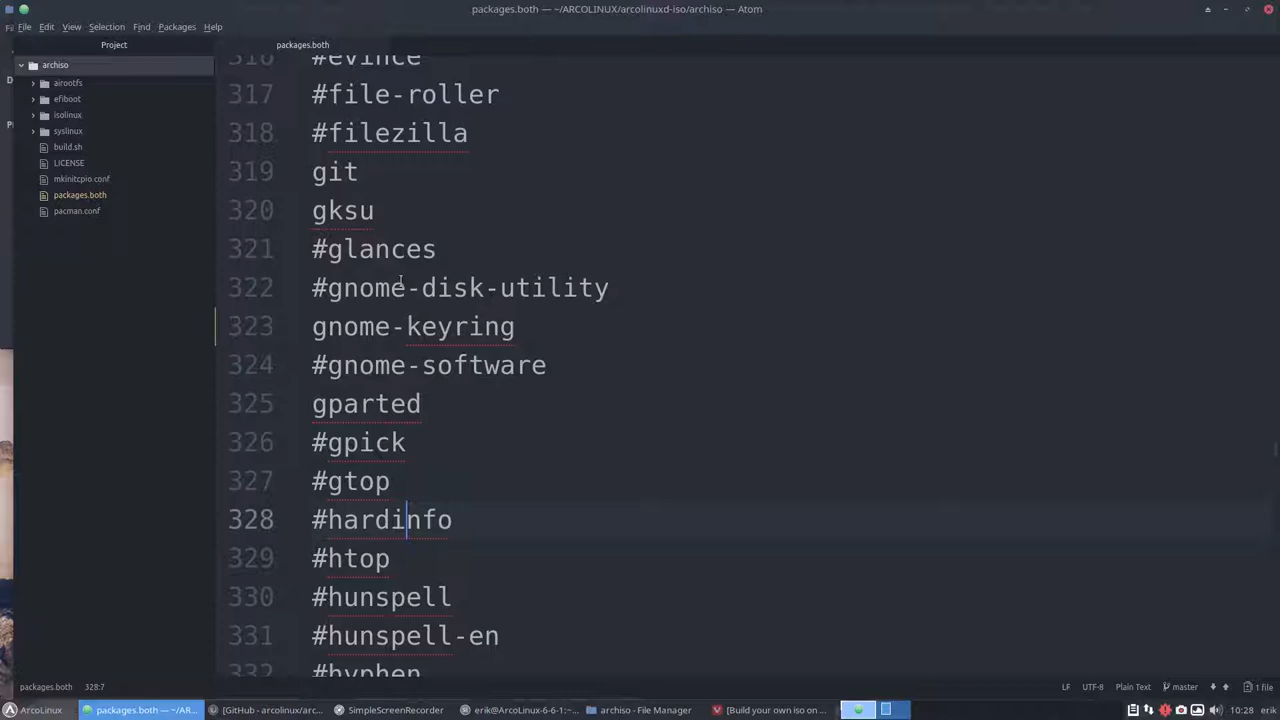 packages.both — ~/ARCOLINUX/arcolinuxd-iso/archiso — Atom
File Edit View Selection Find Packages Help
Project
packages.both
archiso
airootfs
efiboot
isolinux
syslinux
build.sh
LICENSE
mkinitcpio.conf
packages.both
pacman.conf
316 #evince
317 #file-roller
318 #filezilla
319 git
320 gksu
321 #glances
322 #gnome-disk-utility
323 gnome-keyring
324 #gnome-software
325 gparted
326 #gpick
327 #gtop
328 #hardinfo
329 #htop
330 #hunspell
331 #hunspell-en
332 #hyphen
packages.both 328:7 LF UTF-8 Plain Text master 1 file
ArcoLinux packages.both — ~/AR... [GitHub - arcolinux/arc... SimpleScreenRecorder erik@ArcoLinux-6-6-1:~... archiso - File Manager [Build your own iso on ... 10:28 erik